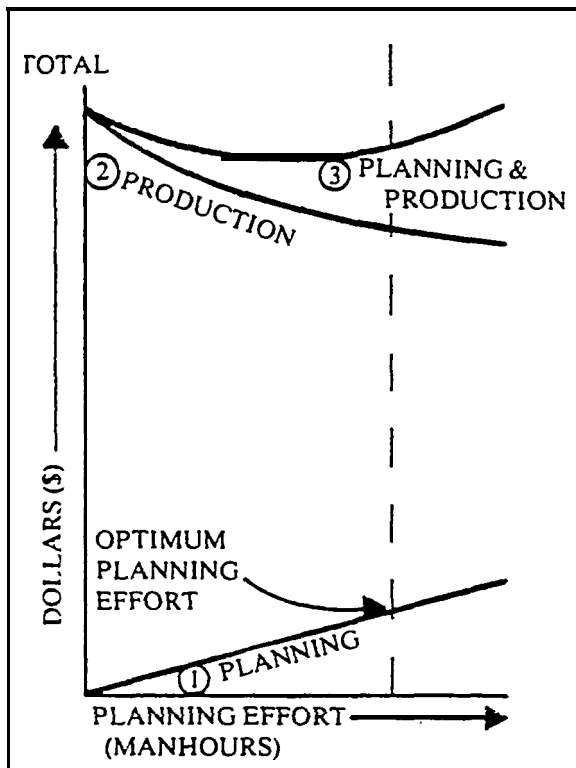 TOTAL
② PRODUCTION
③ PLANNING &
PRODUCTION
DOLLARS ($)
OPTIMUM
PLANNING
EFFORT
① PLANNING
PLANNING EFFORT
(MANHOURS)